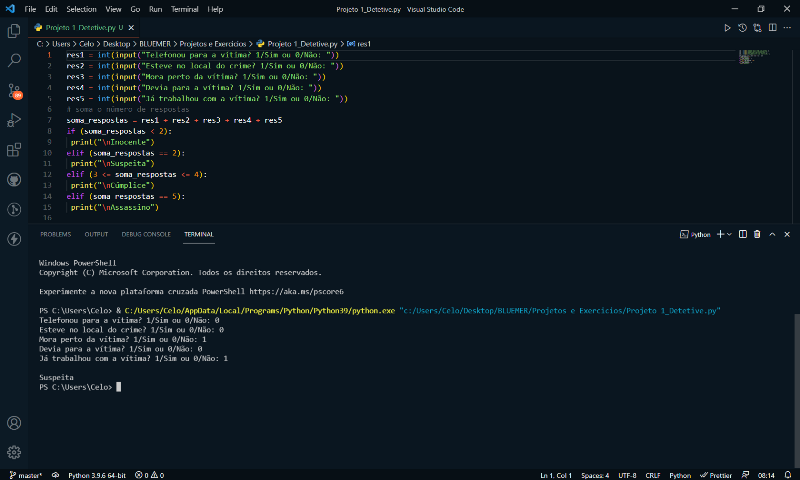 File Edit Selection View Go Run Terminal Help Projeto 1_Detetive.py - Visual Studio Code
Projeto 1_Detetive.py U
C: > Users > Celo > Desktop > BLUEMER > Projetos e Exercicios > Projeto 1_Detetive.py > res1
1 res1 = int(input("Telefonou para a vítima? 1/Sim ou 0/Não: "))
2 res2 = int(input("Esteve no local do crime? 1/Sim ou 0/Não: "))
3 res3 = int(input("Mora perto da vítima? 1/Sim ou 0/Não: "))
4 res4 = int(input("Devia para a vítima? 1/Sim ou 0/Não: "))
5 res5 = int(input("Já trabalhou com a vítima? 1/Sim ou 0/Não: "))
6 # soma o número de respostas
7 soma_respostas = res1 + res2 + res3 + res4 + res5
8 if (soma_respostas < 2):
9 print("\nInocente")
10 elif (soma_respostas == 2):
11 print("\nSuspeita")
12 elif (3 <= soma_respostas <= 4):
13 print("\nCúmplice")
14 elif (soma_respostas == 5):
15 print("\nAssassino")
16
PROBLEMS OUTPUT DEBUG CONSOLE TERMINAL Python
Windows PowerShell
Copyright (C) Microsoft Corporation. Todos os direitos reservados.
Experimente a nova plataforma cruzada PowerShell https://aka.ms/pscore6
PS C:\Users\Celo> & C:/Users/Celo/AppData/Local/Programs/Python/Python39/python.exe "c:/Users/Celo/Desktop/BLUEMER/Projetos e Exercicios/Projeto 1_Detetive.py"
Telefonou para a vítima? 1/Sim ou 0/Não: 0
Esteve no local do crime? 1/Sim ou 0/Não: 0
Mora perto da vítima? 1/Sim ou 0/Não: 1
Devia para a vítima? 1/Sim ou 0/Não: 0
Já trabalhou com a vítima? 1/Sim ou 0/Não: 1
Suspeita
PS C:\Users\Celo>
master* Python 3.9.6 64-bit 0 0 Ln 1, Col 1 Spaces: 4 UTF-8 CRLF Python Prettier 08:14